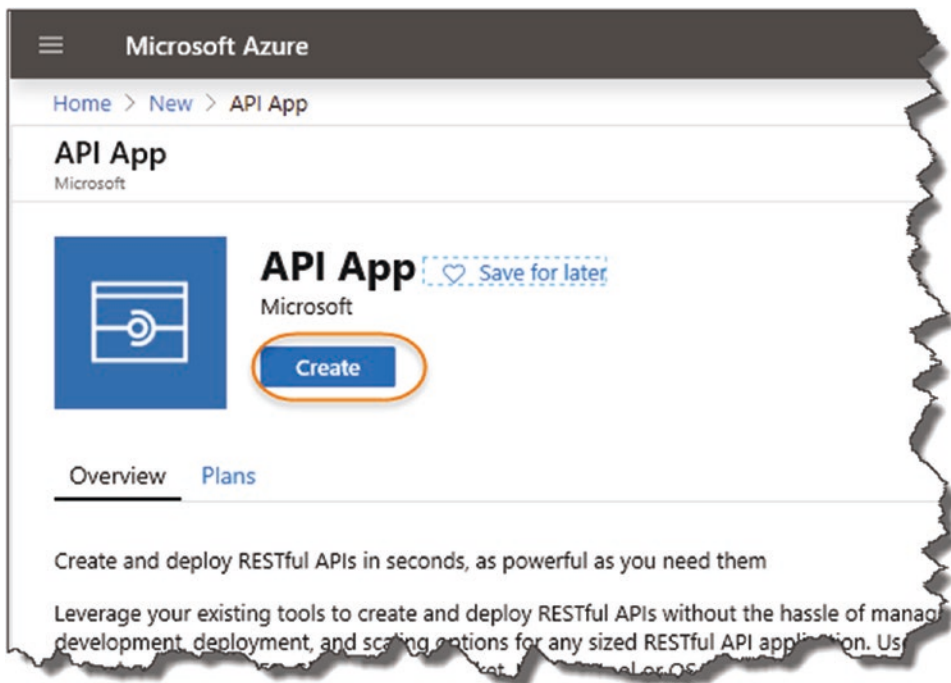 Microsoft Azure
Home > New > API App
API App
Microsoft
API App Save for later
Microsoft
Create
Overview Plans
Create and deploy RESTful APIs in seconds, as powerful as you need them
Leverage your existing tools to create and deploy RESTful APIs without the hassle of
development, deployment, and scaling options for any sized RESTful API